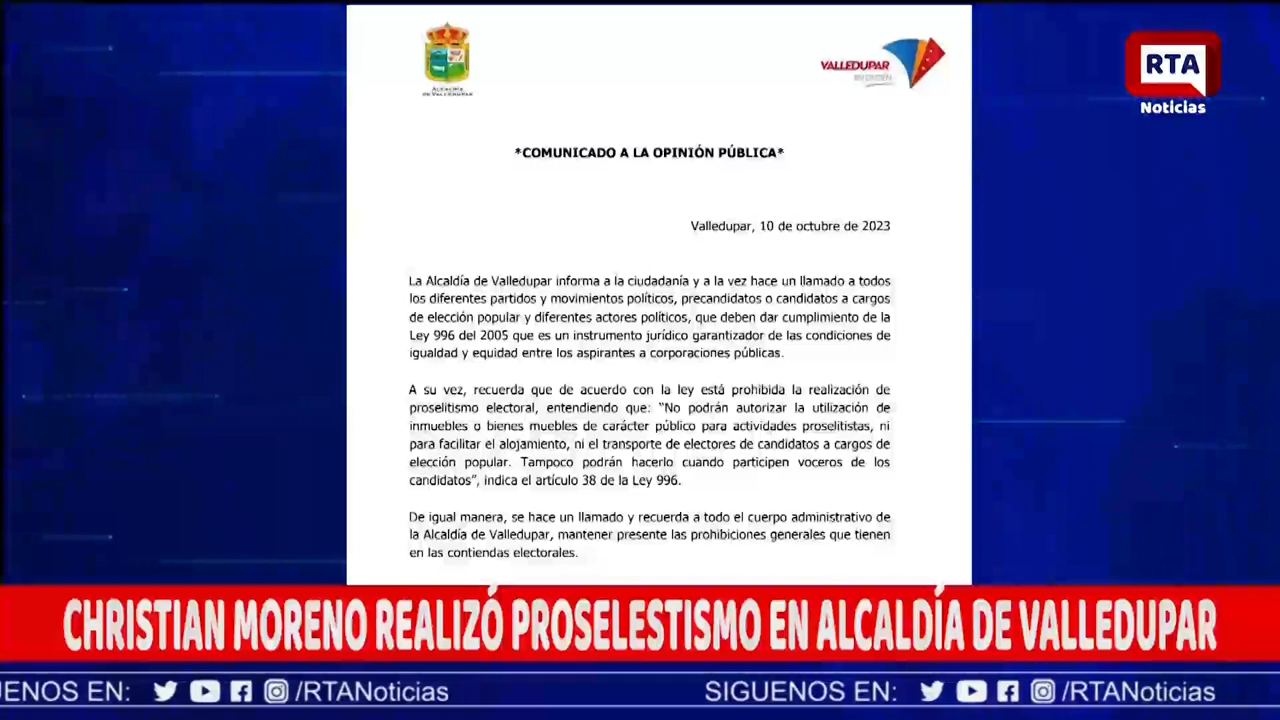 ALCALDÍA
DE VALLEDUPAR
VALLEDUPAR
EN ORDEN
RTA
Noticias
*COMUNICADO A LA OPINIÓN PÚBLICA*
Valledupar, 10 de octubre de 2023
La Alcaldía de Valledupar informa a la ciudadanía y a la vez hace un llamado a todos
los diferentes partidos y movimientos políticos, precandidatos o candidatos a cargos
de elección popular y diferentes actores políticos, que deben dar cumplimiento de la
Ley 996 del 2005 que es un instrumento jurídico garantizador de las condiciones de
igualdad y equidad entre los aspirantes a corporaciones públicas.
A su vez, recuerda que de acuerdo con la ley está prohibida la realización de
proselitismo electoral, entendiendo que: “No podrán autorizar la utilización de
inmuebles o bienes muebles de carácter público para actividades proselitistas, ni
para facilitar el alojamiento, ni el transporte de electores de candidatos a cargos de
elección popular. Tampoco podrán hacerlo cuando participen voceros de los
candidatos”, indica el artículo 38 de la Ley 996.
De igual manera, se hace un llamado y recuerda a todo el cuerpo administrativo de
la Alcaldía de Valledupar, mantener presente las prohibiciones generales que tienen
en las contiendas electorales.
CHRISTIAN MORENO REALIZÓ PROSELESTISMO EN ALCALDÍA DE VALLEDUPAR
GUENOS EN: /RTANoticias SIGUENOS EN: /RTANoticias